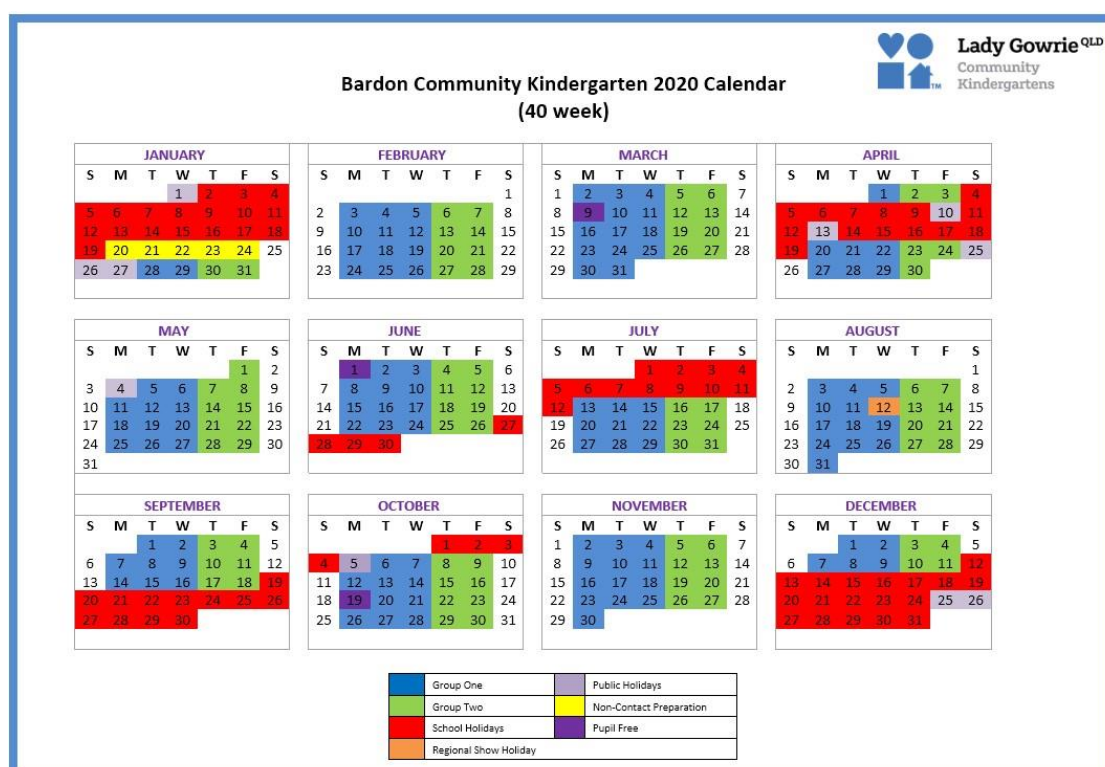 Lady Gowrie QLD
Community
Kindergartens
TM
Bardon Community Kindergarten 2020 Calendar
(40 week)
JANUARY FEBRUARY MARCH APRIL
S M T W T F S S M T W T F S S M T W T F S S M T W T F S
1 2 3 4 1 1 2 3 4 5 6 7 1 2 3 4
5 6 7 8 9 10 11 2 3 4 5 6 7 8 8 9 10 11 12 13 14 5 6 7 8 9 10 11
12 13 14 15 16 17 18 9 10 11 12 13 14 15 15 16 17 18 19 20 21 12 13 14 15 16 17 18
19 20 21 22 23 24 25 16 17 18 19 20 21 22 22 23 24 25 26 27 28 19 20 21 22 23 24 25
26 27 28 29 30 31 23 24 25 26 27 28 29 29 30 31 26 27 28 29 30
MAY JUNE JULY AUGUST
S M T W T F S S M T W T F S S M T W T F S S M T W T F S
1 2 1 2 3 4 5 6 1 2 3 4 1
3 4 5 6 7 8 9 7 8 9 10 11 12 13 5 6 7 8 9 10 11 2 3 4 5 6 7 8
10 11 12 13 14 15 16 14 15 16 17 18 19 20 12 13 14 15 16 17 18 9 10 11 12 13 14 15
17 18 19 20 21 22 23 21 22 23 24 25 26 27 19 20 21 22 23 24 25 16 17 18 19 20 21 22
24 25 26 27 28 29 30 28 29 30 26 27 28 29 30 31 23 24 25 26 27 28 29
31 30 31
SEPTEMBER OCTOBER NOVEMBER DECEMBER
S M T W T F S S M T W T F S S M T W T F S S M T W T F S
1 2 3 4 5 1 2 3 1 2 3 4 5 6 7 1 2 3 4 5
6 7 8 9 10 11 12 4 5 6 7 8 9 10 8 9 10 11 12 13 14 6 7 8 9 10 11 12
13 14 15 16 17 18 19 11 12 13 14 15 16 17 15 16 17 18 19 20 21 13 14 15 16 17 18 19
20 21 22 23 24 25 26 18 19 20 21 22 23 24 22 23 24 25 26 27 28 20 21 22 23 24 25 26
27 28 29 30 25 26 27 28 29 30 31 29 30 27 28 29 30 31
Group One Public Holidays
Group Two Non-Contact Preparation
School Holidays Pupil Free
Regional Show Holiday